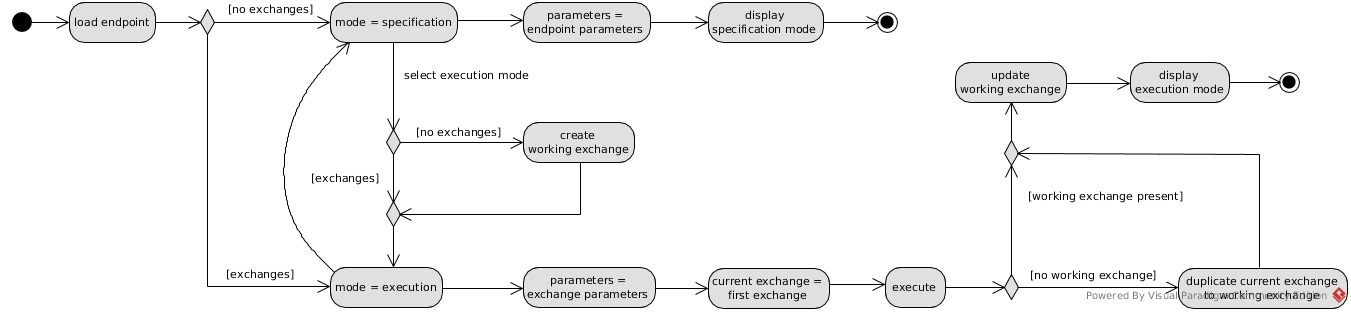 [no exchanges]
load endpoint
mode = specification
parameters =
endpoint parameters
display
specification mode
select execution mode
update
working exchange
display
execution mode
[no exchanges]
create
working exchange
[exchanges]
[working exchange present]
[exchanges]
mode = execution
parameters =
exchange parameters
current exchange =
first exchange
execute
[no working exchange]
duplicate current exchange
to working exchange
Powered By Visual Paradigm Community Edition